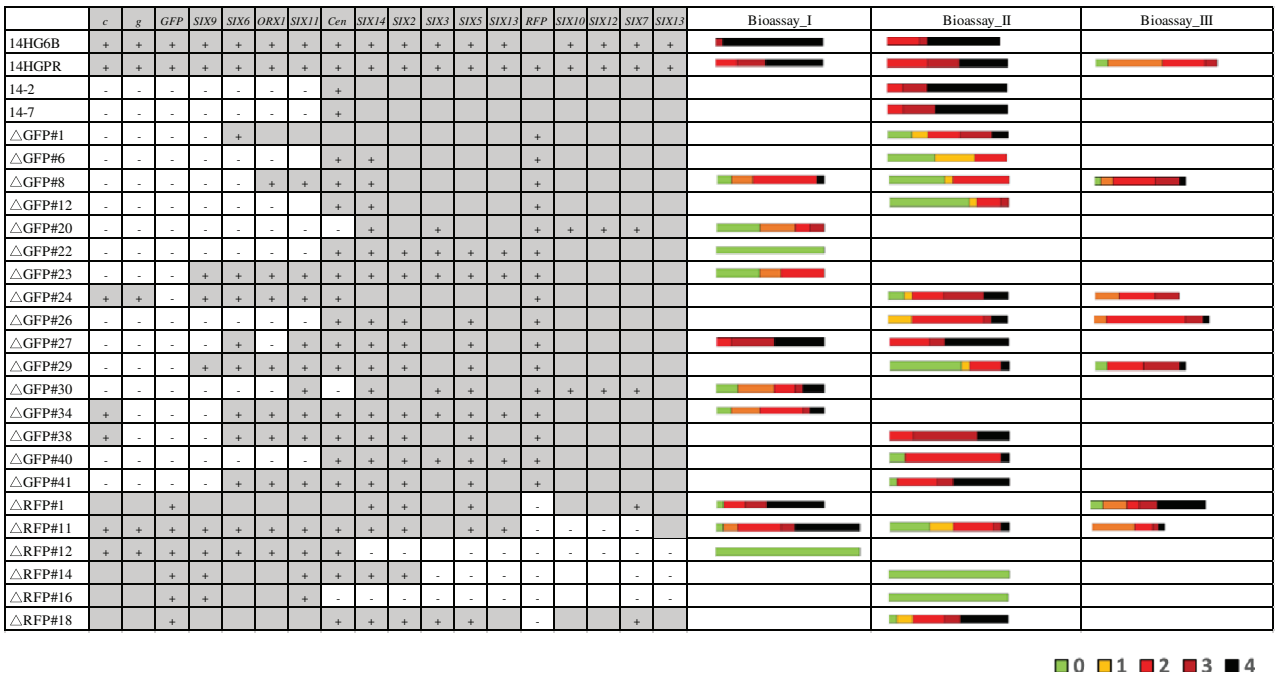 c g GFP SIX9 SIX6 ORX1 SIX11 Cen SIX14 SIX2 SIX3 SIX5 SIX13 RFP SIX10 SIX12 SIX7 SIX13 Bioassay_I Bioassay_II Bioassay_III
14HG6B + + + + + + + + + + + + + + + + +
14HGPR + + + + + + + + + + + + + + + + + +
14-2 - - - - - - - +
14-7 - - - - - - - +
△GFP#1 - - - - + +
△GFP#6 - - - - - - + + +
△GFP#8 - - - - - + + + + +
△GFP#12 - - - - - - + + +
△GFP#20 - - - - - - - - + + + + + +
△GFP#22 - - - - - - - + + + + + + +
△GFP#23 - - - + + + + + + + + + + +
△GFP#24 + + - + + + + + +
△GFP#26 - - - - - - - + + + + +
△GFP#27 - - - - + - + + + + + +
△GFP#29 - - - + + + + + + + + +
△GFP#30 - - - - - - + - + + + + + + +
△GFP#34 + - - - + + + + + + + + + +
△GFP#38 + - - - + + + + + + + +
△GFP#40 - - - - - - - + + + + + + +
△GFP#41 - - - - + + + + + + + +
△RFP#1 + + + + - +
△RFP#11 + + + + + + + + + + + + - - - -
△RFP#12 + + + + + + + + - - - - - - - - -
△RFP#14 + + + + + + - - - - - -
△RFP#16 + + + - - - - - - - - - - -
△RFP#18 + + + + + + - +
0 1 2 3 4